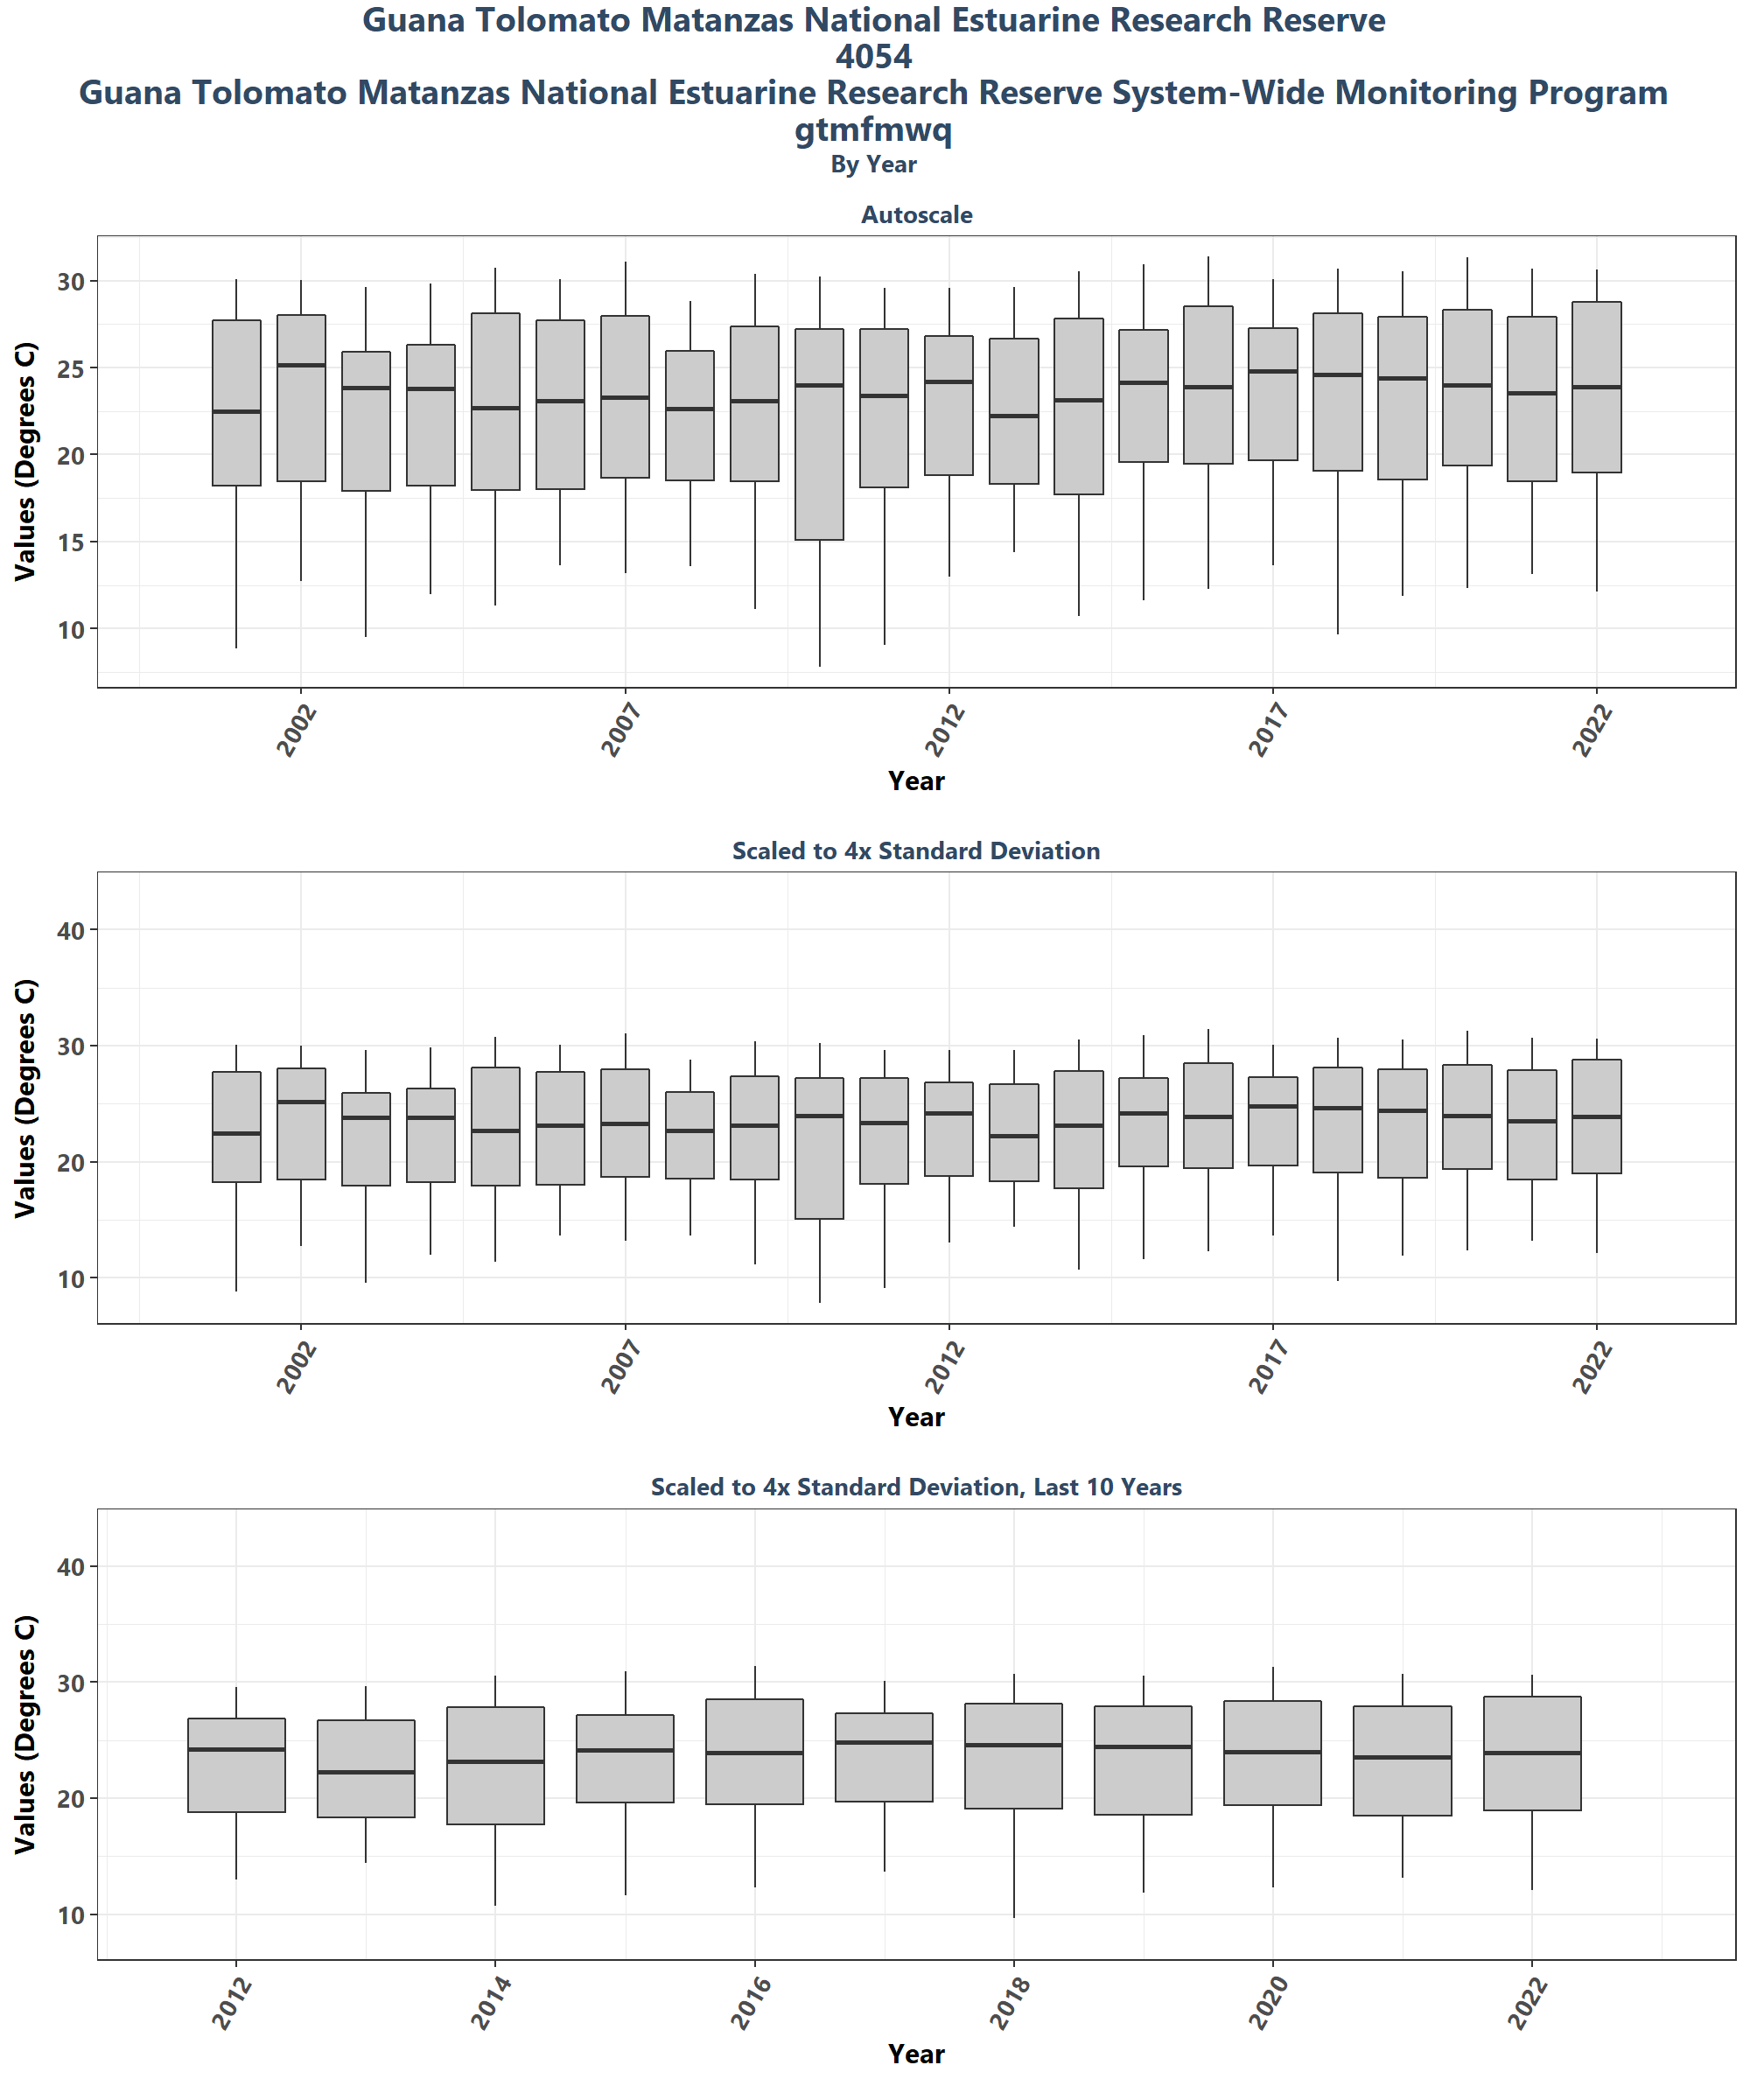 Guana Tolomato Matanzas National Estuarine Research Reserve
4054
Guana Tolomato Matanzas National Estuarine Research Reserve System-Wide Monitoring Program
gtmfmwq
By Year
Autoscale
Values (Degrees C)
30
25
20
15
10
2002 2007 2012 2017 2022
Year
Scaled to 4x Standard Deviation
Values (Degrees C)
40
30
20
10
2002 2007 2012 2017 2022
Year
Scaled to 4x Standard Deviation, Last 10 Years
Values (Degrees C)
40
30
20
10
2012 2014 2016 2018 2020 2022
Year